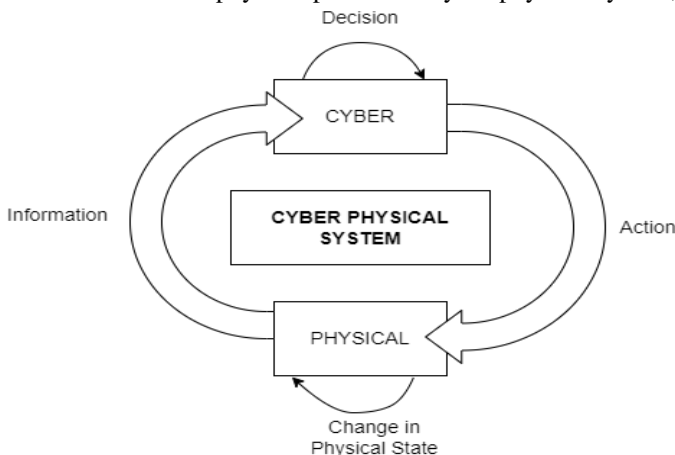 Decision
CYBER
Information
CYBER PHYSICAL
SYSTEM
Action
PHYSICAL
Change in
Physical State